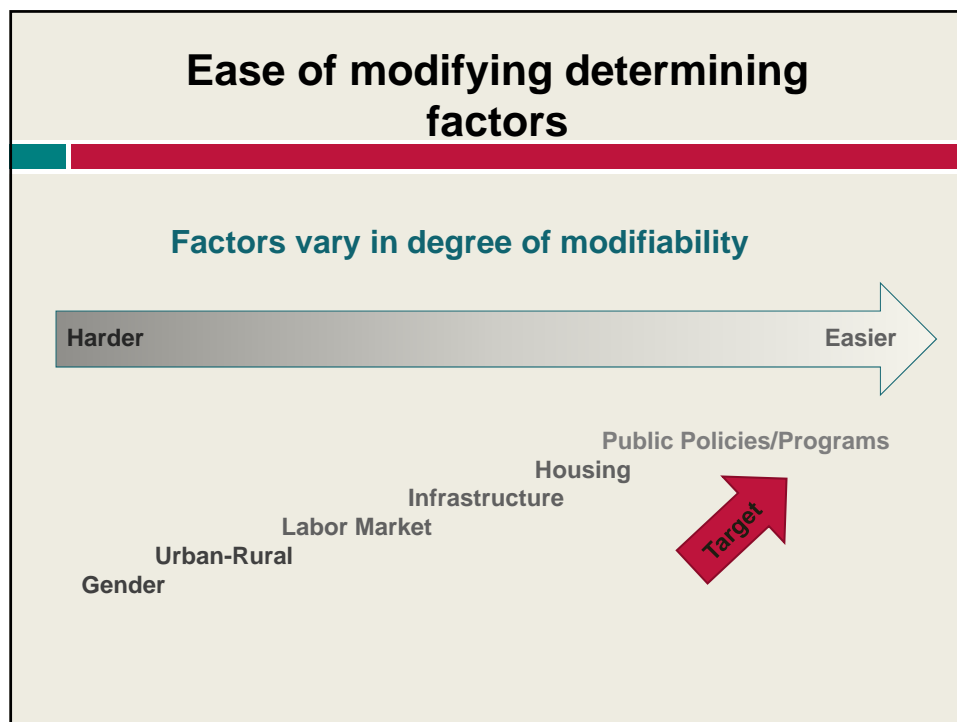 Ease of modifying determining
factors
Factors vary in degree of modifiability
Harder
Easier
Public Policies/Programs
Housing
Infrastructure
Labor Market
Urban-Rural
Gender
Target